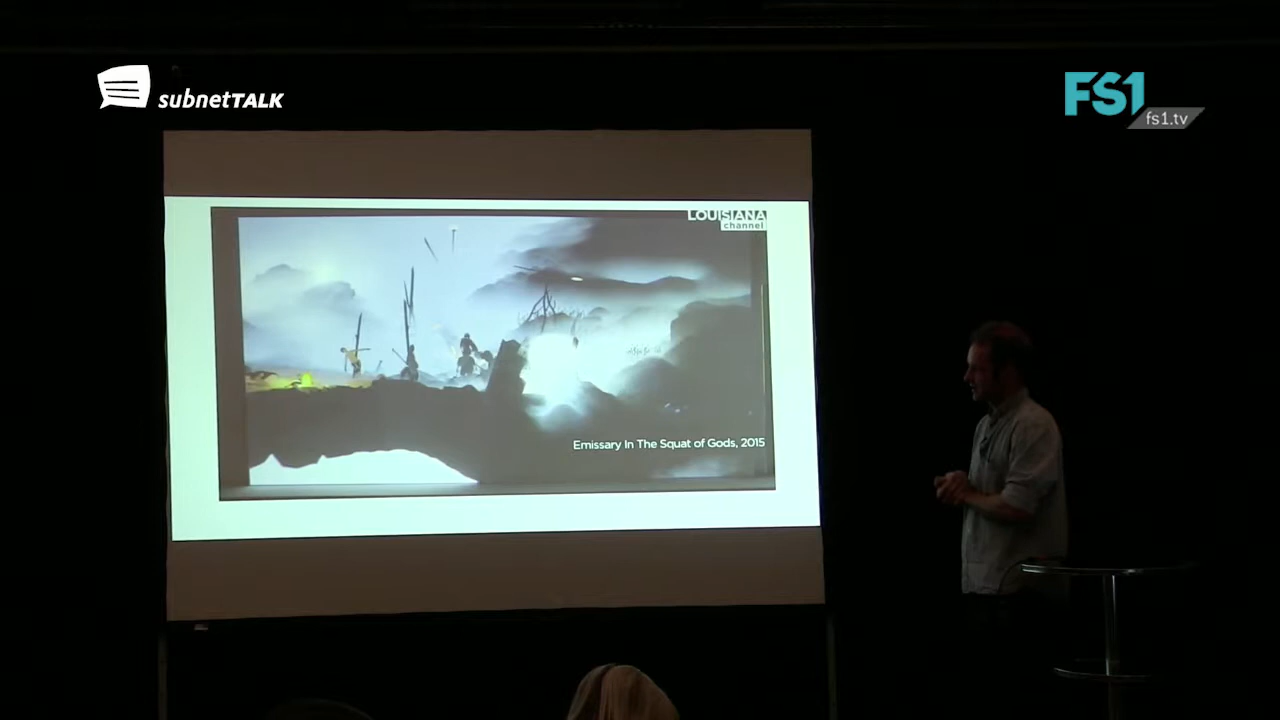 subnetTALK
FS1
fs1.tv
LOUISIANA
channel
Emissary In The Squat of Gods, 2015